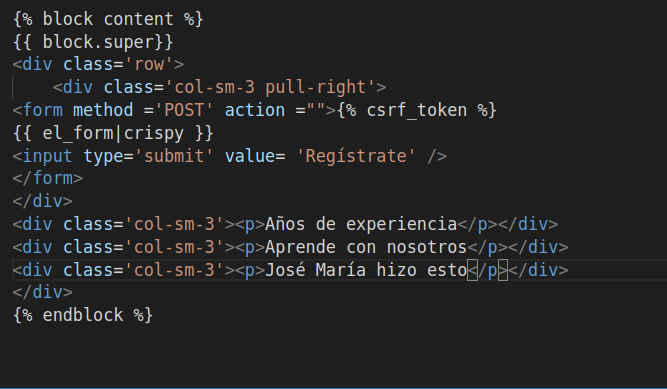 {% block content %}
{{ block.super}}
<div class='row'>
    <div class='col-sm-3 pull-right'>
<form method ='POST' action ="">{% csrf_token %}
{{ el_form|crispy }}
<input type='submit' value= 'Regístrate' />
</form>
</div>
<div class='col-sm-3'><p>Años de experiencia</p></div>
<div class='col-sm-3'><p>Aprende con nosotros</p></div>
<div class='col-sm-3'><p>José María hizo esto</p></div>
</div>
{% endblock %}